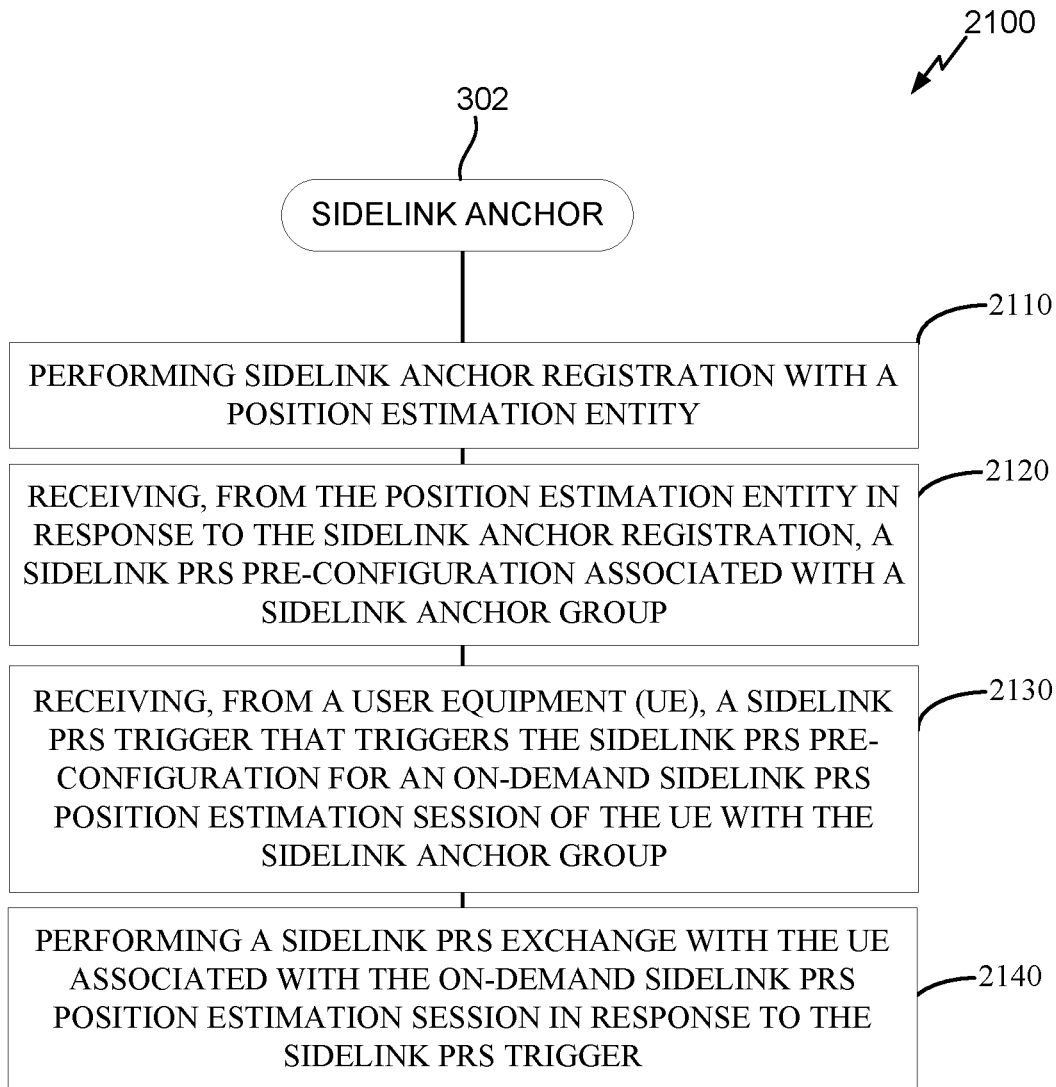 2100
302
SIDELINK ANCHOR
2110
PERFORMING SIDELINK ANCHOR REGISTRATION WITH A
POSITION ESTIMATION ENTITY
2120
RECEIVING, FROM THE POSITION ESTIMATION ENTITY IN
RESPONSE TO THE SIDELINK ANCHOR REGISTRATION, A
SIDELINK PRS PRE-CONFIGURATION ASSOCIATED WITH A
SIDELINK ANCHOR GROUP
2130
RECEIVING, FROM A USER EQUIPMENT (UE), A SIDELINK
PRS TRIGGER THAT TRIGGERS THE SIDELINK PRS PRE-
CONFIGURATION FOR AN ON-DEMAND SIDELINK PRS
POSITION ESTIMATION SESSION OF THE UE WITH THE
SIDELINK ANCHOR GROUP
PERFORMING A SIDELINK PRS EXCHANGE WITH THE UE
ASSOCIATED WITH THE ON-DEMAND SIDELINK PRS
POSITION ESTIMATION SESSION IN RESPONSE TO THE
SIDELINK PRS TRIGGER
2140